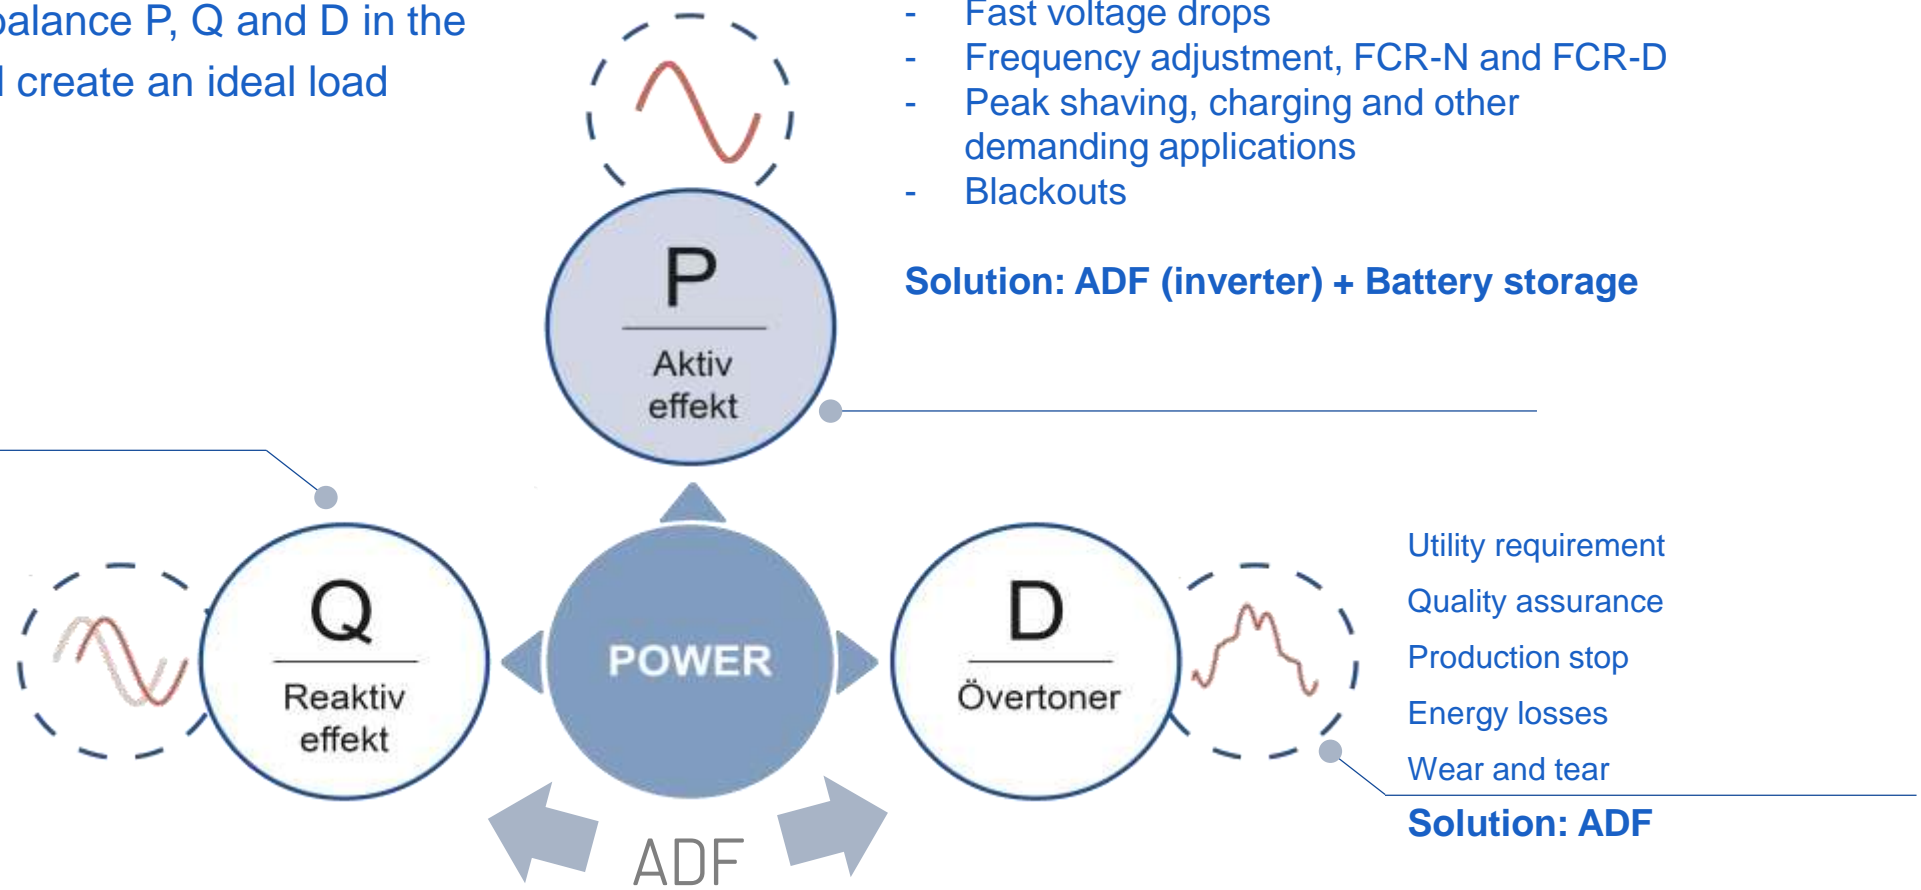 balance P, Q and D in the
create an ideal load
- Fast voltage drops
- Frequency adjustment, FCR-N and FCR-D
- Peak shaving, charging and other
demanding applications
- Blackouts
Solution: ADF (inverter) + Battery storage
P
Aktiv
effekt
Q
Reaktiv
effekt
POWER
D
Övertoner
Utility requirement
Quality assurance
Production stop
Energy losses
Wear and tear
Solution: ADF
ADF